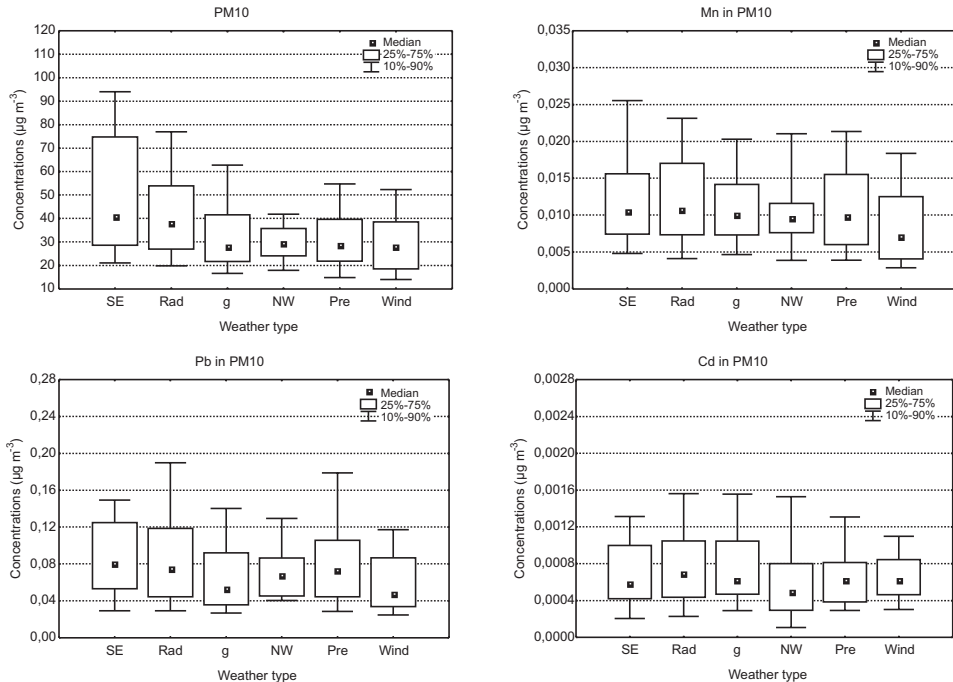 PM10
Concentrations (µg m-3)
120
110
100
90
80
70
60
50
40
30
20
10
Median
25%-75%
10%-90%
SE Rad g NW Pre Wind
Weather type
Mn in PM10
Concentrations (µg m-3)
0,035
0,030
0,025
0,020
0,015
0,010
0,005
0,000
Median
25%-75%
10%-90%
SE Rad g NW Pre Wind
Weather type
Pb in PM10
Concentrations (µg m-3)
0,28
0,24
0,20
0,16
0,12
0,08
0,04
0,00
Median
25%-75%
10%-90%
SE Rad g NW Pre Wind
Weather type
Cd in PM10
Concentrations (µg m-3)
0,0028
0,0024
0,0020
0,0016
0,0012
0,0008
0,0004
0,0000
Median
25%-75%
10%-90%
SE Rad g NW Pre Wind
Weather type